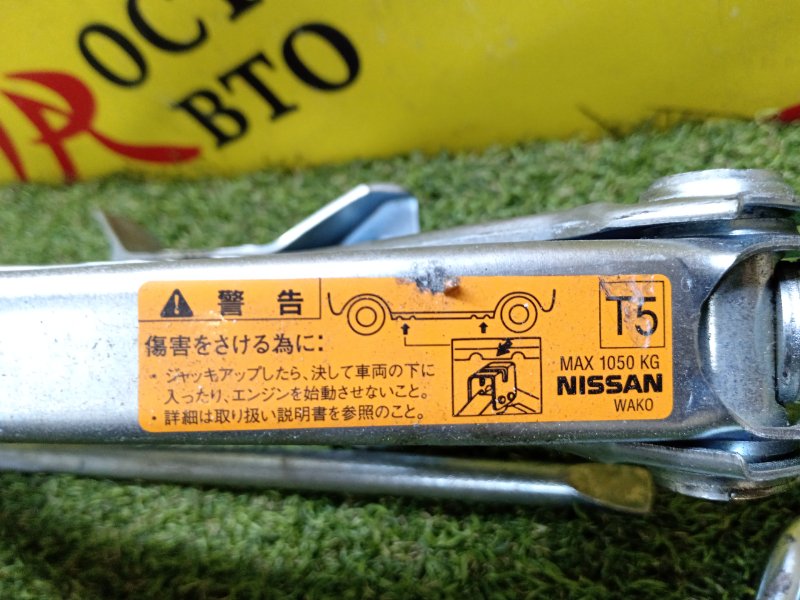 ОСТ
ВТО
警告
傷害をさける為に:
・ジャッキアップしたら、決して車両の下に
入ったり、エンジンを始動させないこと。
・詳細は取り扱い説明書を参照のこと。
T5
MAX 1050 KG
NISSAN
WAKO